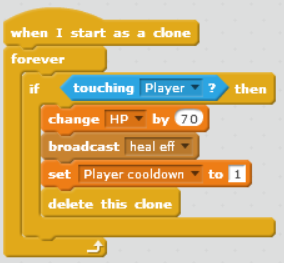 when I start as a clone
forever
if touching Player ? then
change HP by 70
broadcast heal eff
set Player cooldown to 1
delete this clone